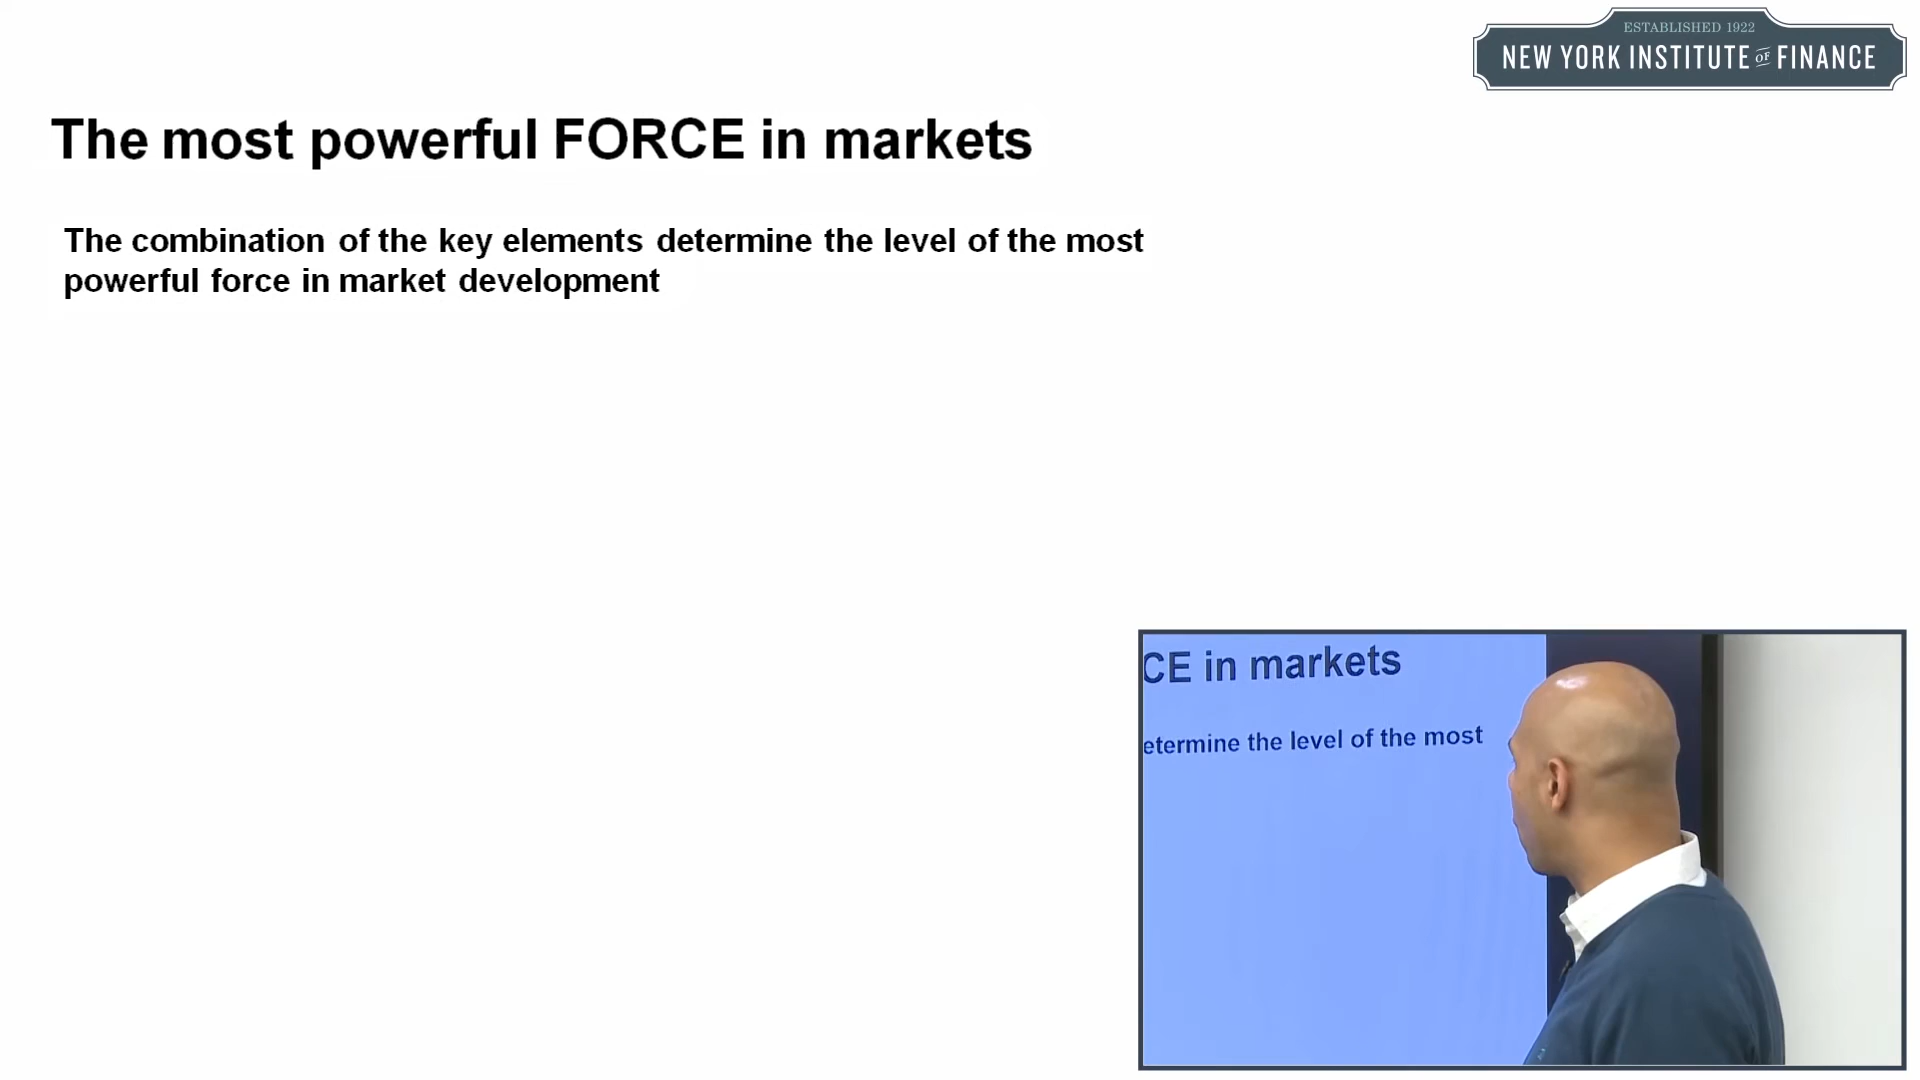 ESTABLISHED 1922
NEW YORK INSTITUTE OF FINANCE
The most powerful FORCE in markets
The combination of the key elements determine the level of the most
powerful force in market development
CE in markets
etermine the level of the most